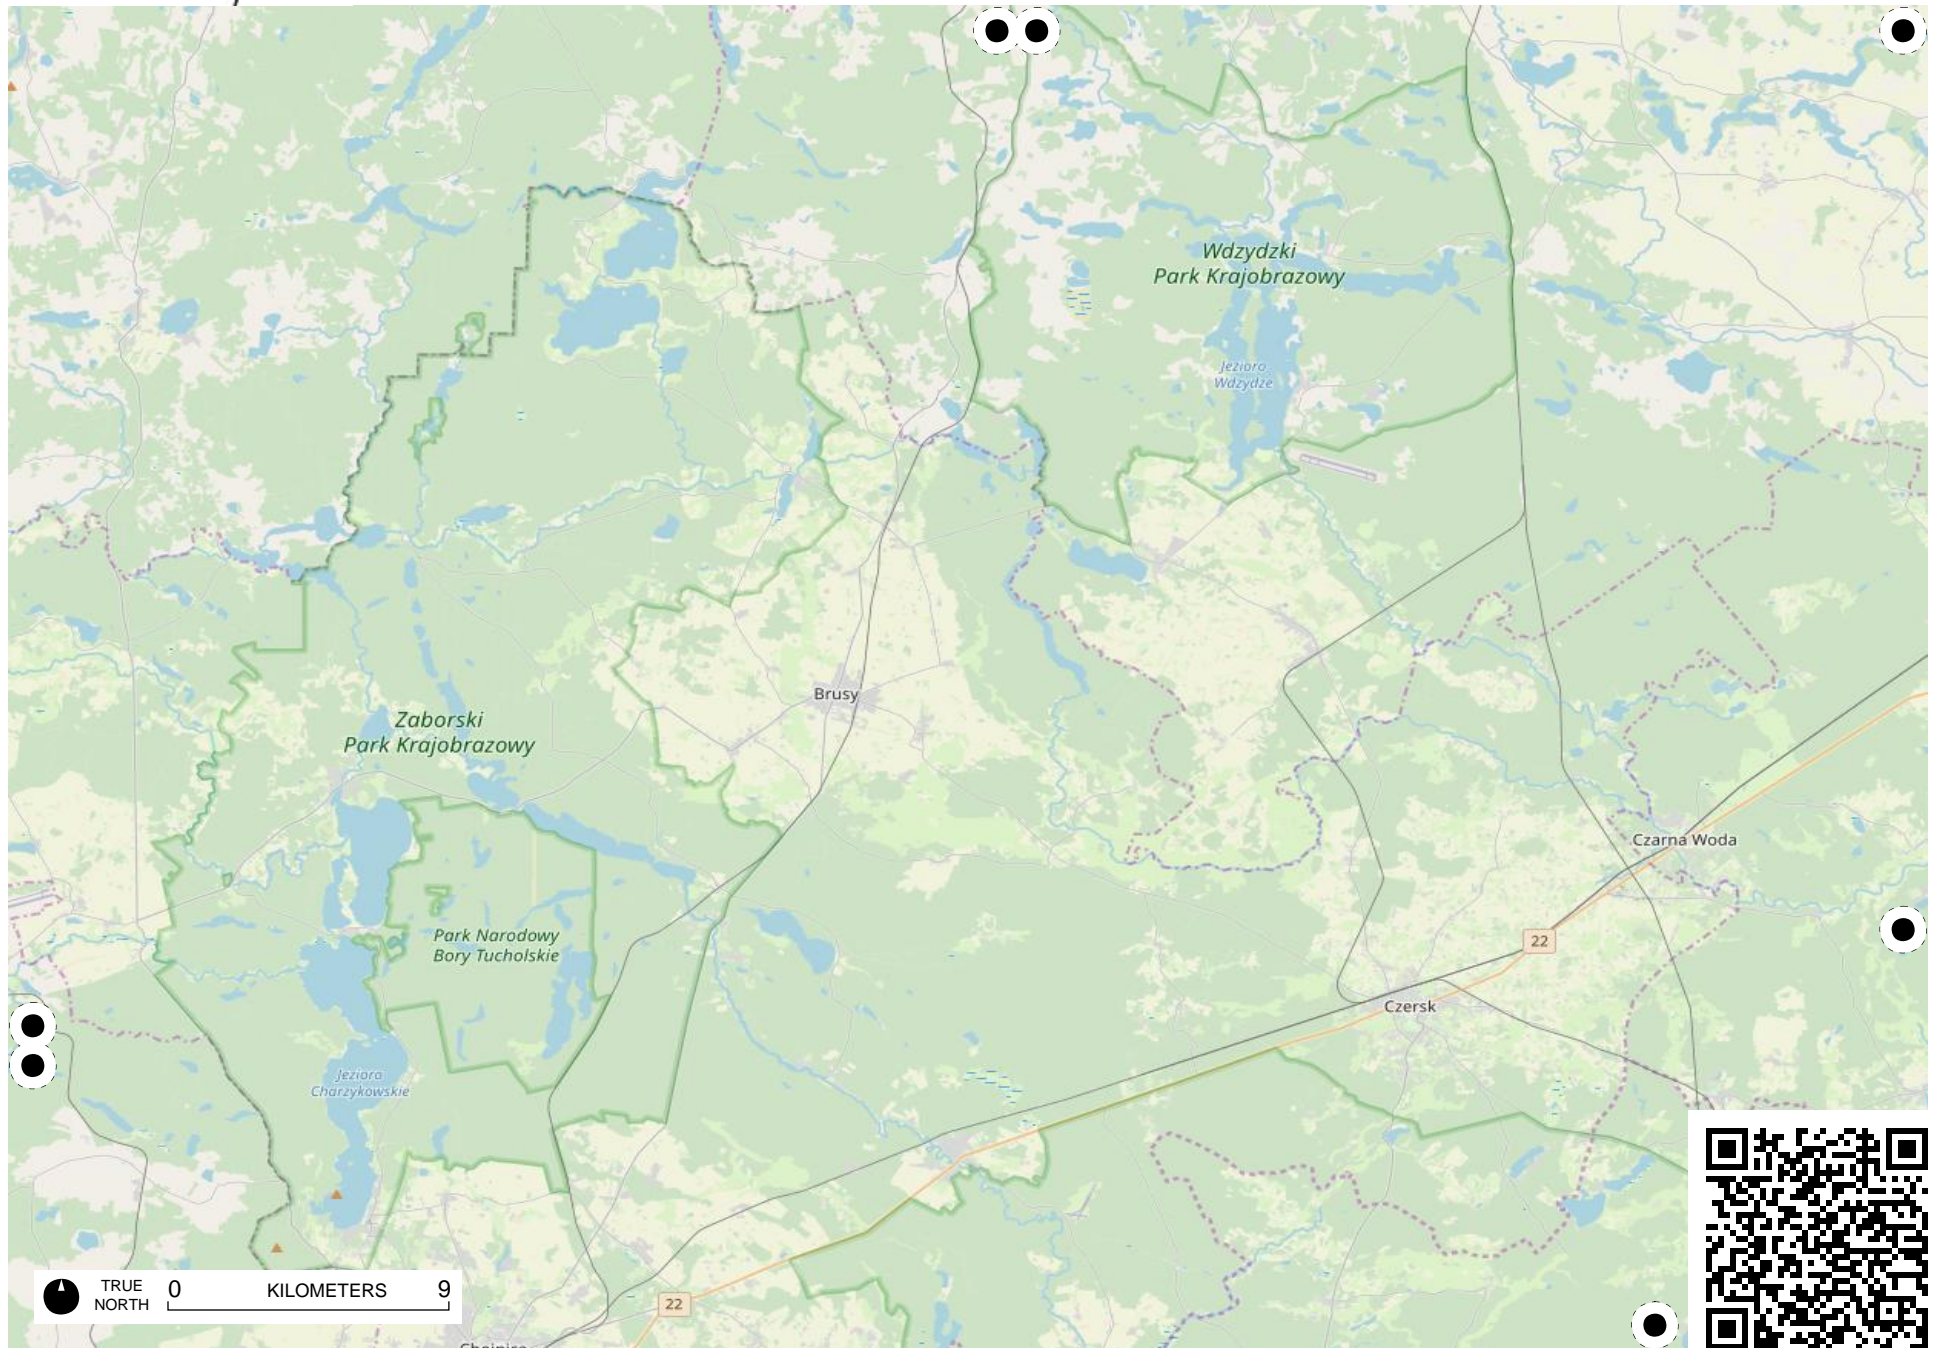 Wdzydzki
Park Krajobrazowy
Jezioro
Wdzydze
Brusy
Zaborski
Park Krajobrazowy
Czarna Woda
Park Narodowy
Bory Tucholskie
22
Czersk
Jezioro
Charzykowskie
TRUE
NORTH
0 KILOMETERS 9
22